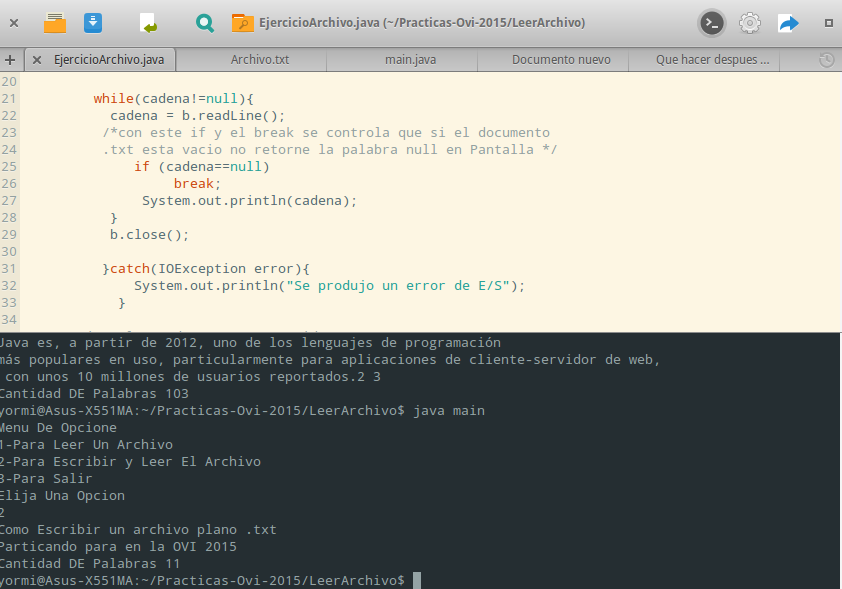 EjercicioArchivo.java (~/Practicas-Ovi-2015/LeerArchivo)
EjercicioArchivo.java
Archivo.txt
main.java
Documento nuevo
Que hacer despues ...
20
21 while(cadena!=null){
22 cadena = b.readLine();
23 /*con este if y el break se controla que si el documento
24 .txt esta vacio no retorne la palabra null en Pantalla */
25 if (cadena==null)
26 break;
27 System.out.println(cadena);
28 }
29 b.close();
30
31 }catch(IOException error){
32 System.out.println("Se produjo un error de E/S");
33 }
34
Java es, a partir de 2012, uno de los lenguajes de programación
más populares en uso, particularmente para aplicaciones de cliente-servidor de web,
con unos 10 millones de usuarios reportados.2 3
Cantidad DE Palabras 103
yormi@Asus-X551MA:~/Practicas-Ovi-2015/LeerArchivo$ java main
Menu De Opcione
1-Para Leer Un Archivo
2-Para Escribir y Leer El Archivo
3-Para Salir
Elija Una Opcion
2
Como Escribir un archivo plano .txt
Particando para en la OVI 2015
Cantidad DE Palabras 11
yormi@Asus-X551MA:~/Practicas-Ovi-2015/LeerArchivo$